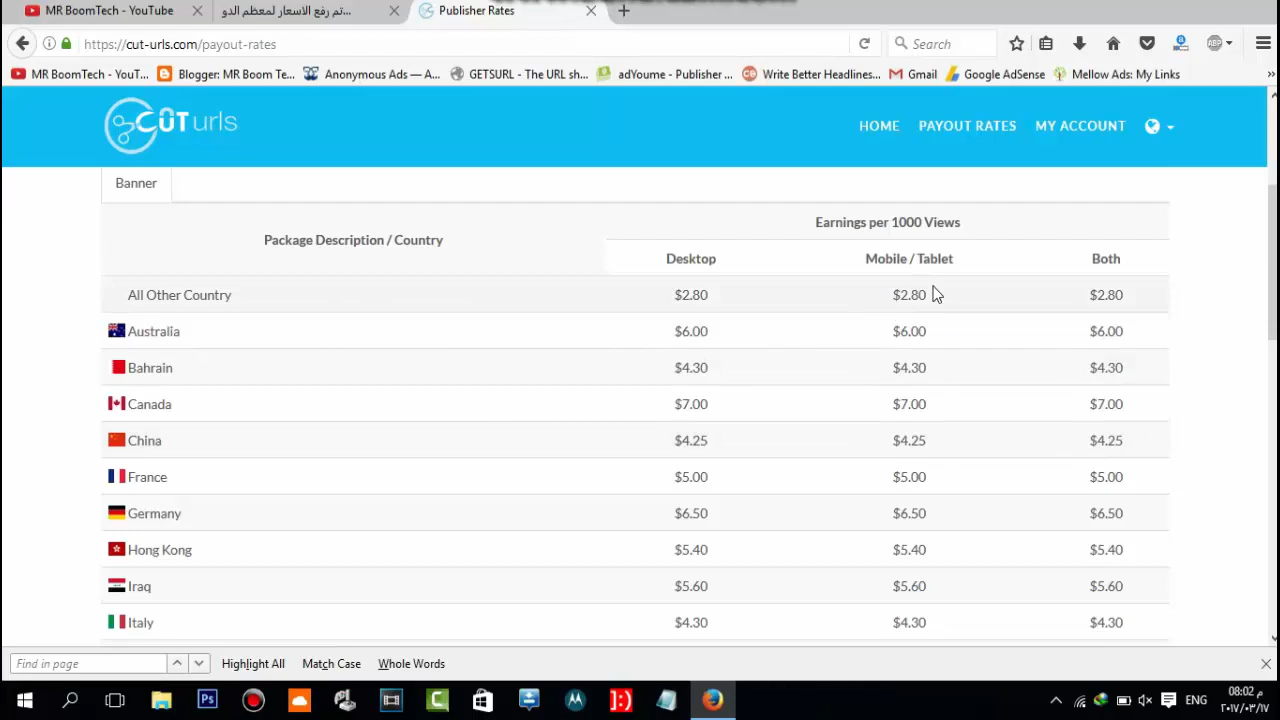 MR BoomTech - YouTube
تم رفع الاسعار لمعظم الدو...
Publisher Rates
https://cut-urls.com/payout-rates
Search
ABP
MR BoomTech - YouT...
Blogger: MR Boom Te...
Anonymous Ads — A...
GETSURL - The URL sh...
adYoume - Publisher ...
Write Better Headlines...
Gmail
Google AdSense
Mellow Ads: My Links
CUT urls
HOME
PAYOUT RATES
MY ACCOUNT
Banner
Package Description / Country
Earnings per 1000 Views
Desktop
Mobile / Tablet
Both
All Other Country $2.80 $2.80 $2.80
Australia $6.00 $6.00 $6.00
Bahrain $4.30 $4.30 $4.30
Canada $7.00 $7.00 $7.00
China $4.25 $4.25 $4.25
France $5.00 $5.00 $5.00
Germany $6.50 $6.50 $6.50
Hong Kong $5.40 $5.40 $5.40
Iraq $5.60 $5.60 $5.60
Italy $4.30 $4.30 $4.30
Find in page
Highlight All
Match Case
Whole Words
Ps
ENG
08:02 م
٢٠١٧/٠٣/١٧